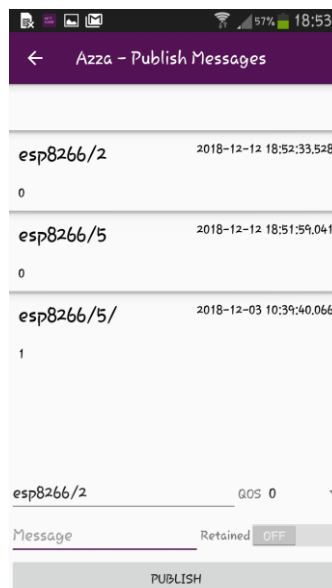 57% 18:53
Azza - Publish Messages
esp8266/2 2018-12-12 18:52:33.528
0
esp8266/5 2018-12-12 18:51:59.041
0
esp8266/5/ 2018-12-03 10:39:40.066
1
esp8266/2 QOS 0
Message Retained OFF
PUBLISH